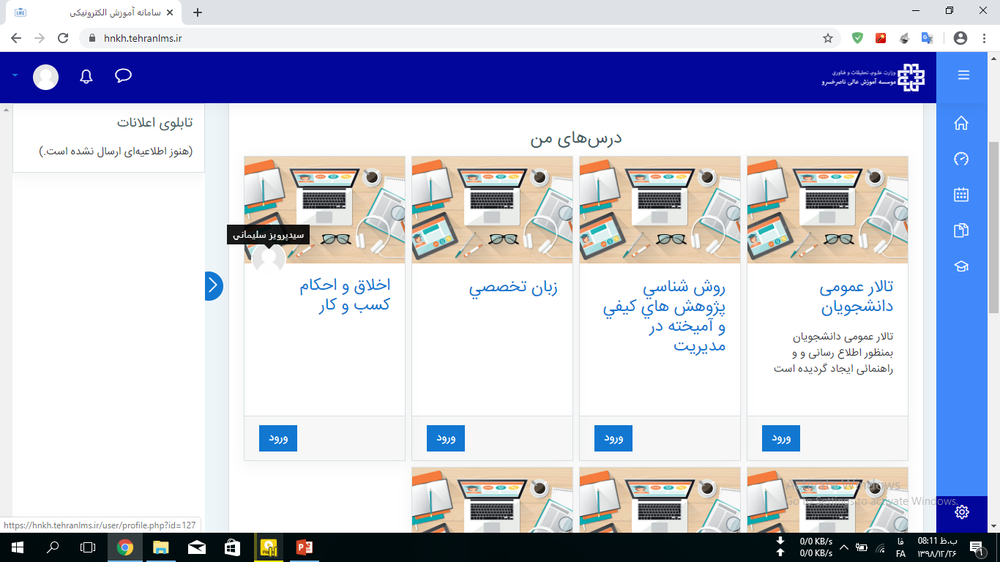 سامانه آموزش الکترونیکی
hnkh.tehranlms.ir
وزارت علوم، تحقیقات و فناوری
موسسه آموزش عالی ناصرخسرو
تابلوی اعلانات
(هنوز اطلاعیه‌ای ارسال نشده است.)
درس‌های من
تالار عمومی
دانشجویان
تالار عمومی دانشجویان
بمنظور اطلاع رسانی و و
راهنمائی ایجاد گردیده است
ورود
روش شناسي
پژوهش هاي کيفي
و آميخته در
مديريت
ورود
زبان تخصصي
ورود
سیدپرویز سلیماني
اخلاق و احکام
کسب و کار
ورود
Activate Windows
Go to Settings to activate Windows.
https://hnkh.tehranlms.ir/user/profile.php?id=127
0/0 KB/s
0/0 KB/s
فا
FA
08:11 ب.ظ
۱۳۹۸/۱۲/۲۶